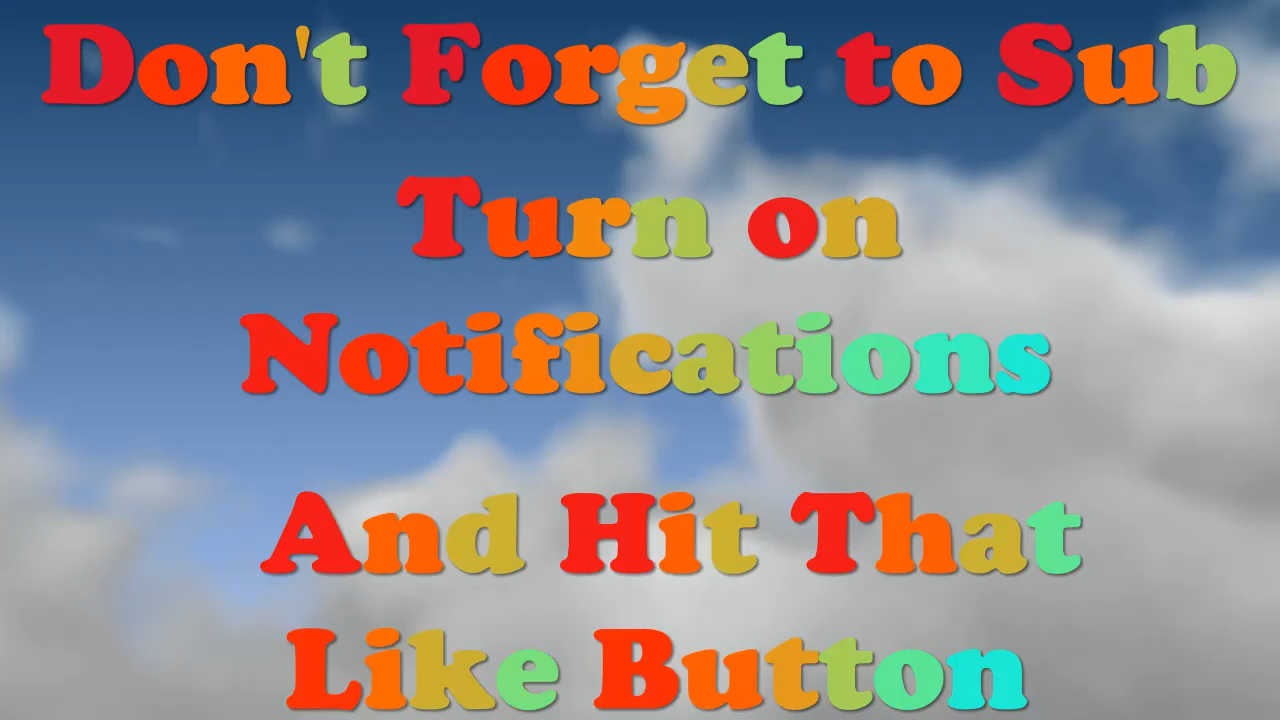 Don't Forget to Sub
Turn on
Notifications
And Hit That
Like Button